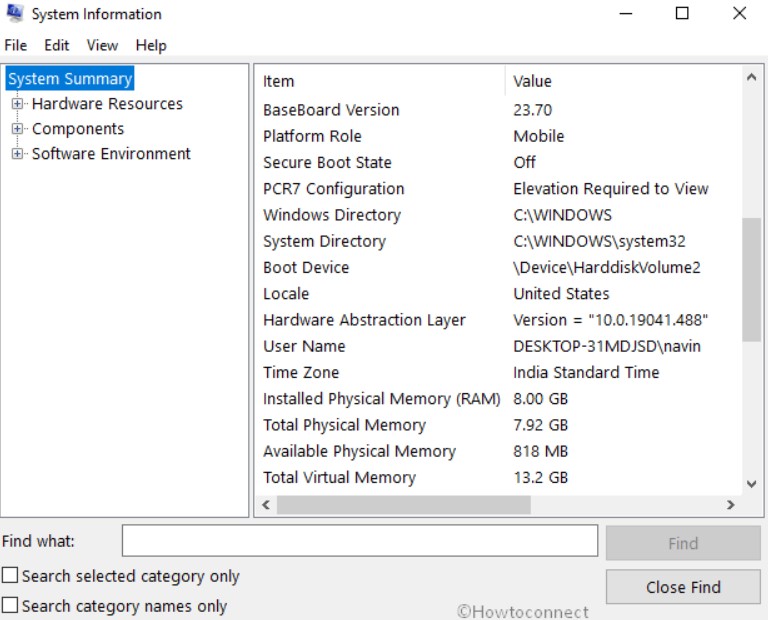 System Information
File Edit View Help
System Summary
Hardware Resources
Components
Software Environment
Item Value
BaseBoard Version 23.70
Platform Role Mobile
Secure Boot State Off
PCR7 Configuration Elevation Required to View
Windows Directory C:\WINDOWS
System Directory C:\WINDOWS\system32
Boot Device \Device\HarddiskVolume2
Locale United States
Hardware Abstraction Layer Version = "10.0.19041.488"
User Name DESKTOP-31MDJSD\navin
Time Zone India Standard Time
Installed Physical Memory (RAM) 8.00 GB
Total Physical Memory 7.92 GB
Available Physical Memory 818 MB
Total Virtual Memory 13.2 GB
Find what: Find
Search selected category only
Close Find
Search category names only
©Howtoconnect